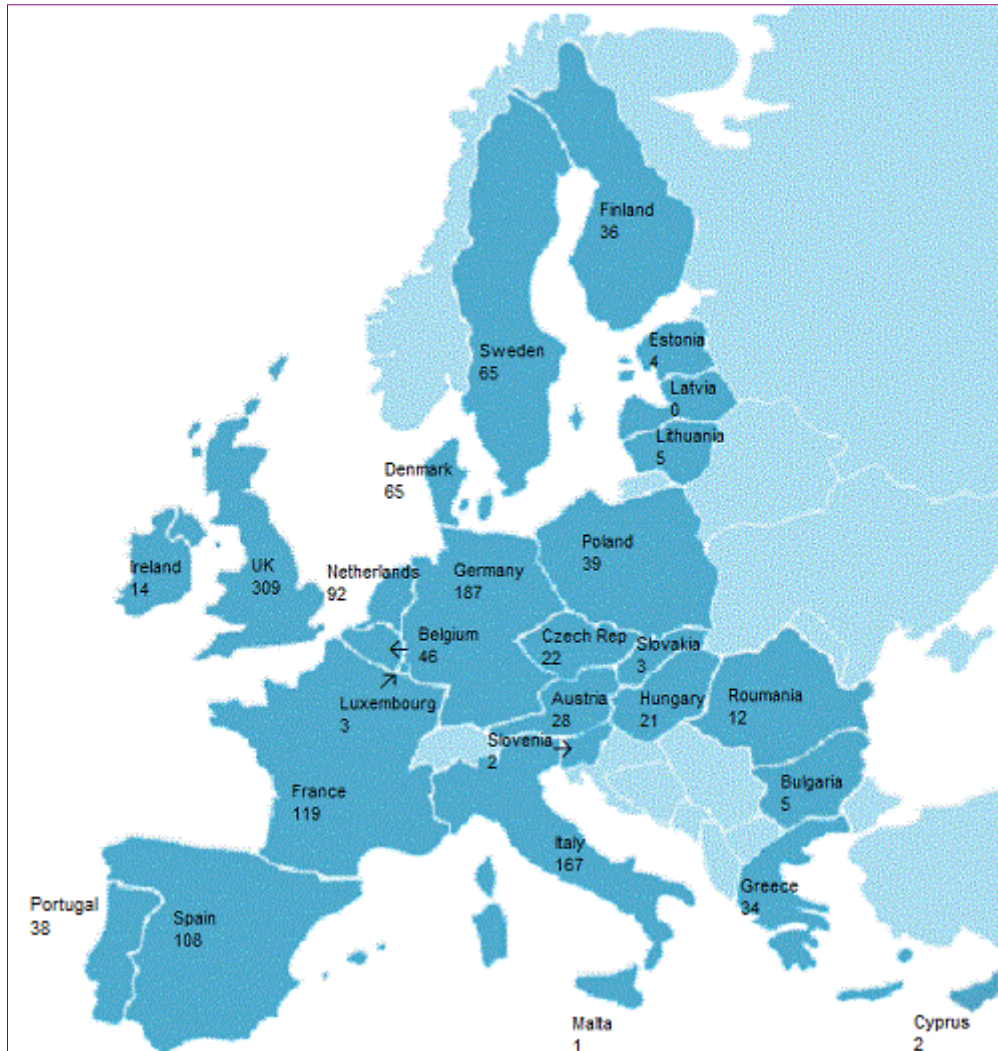 Finland
36
Estonia
4
Sweden
65
Latvia
0
Lithuania
5
Denmark
65
Poland
39
Ireland
14
UK
309
Netherlands
92
Germany
187
Belgium
46
Czech Rep
22
Slovakia
3
Luxembourg
3
Austria
28
Hungary
21
Roumania
12
Slovenia
2
France
119
Bulgaria
5
Italy
167
Greece
34
Portugal
38
Spain
108
Malta
1
Cyprus
2